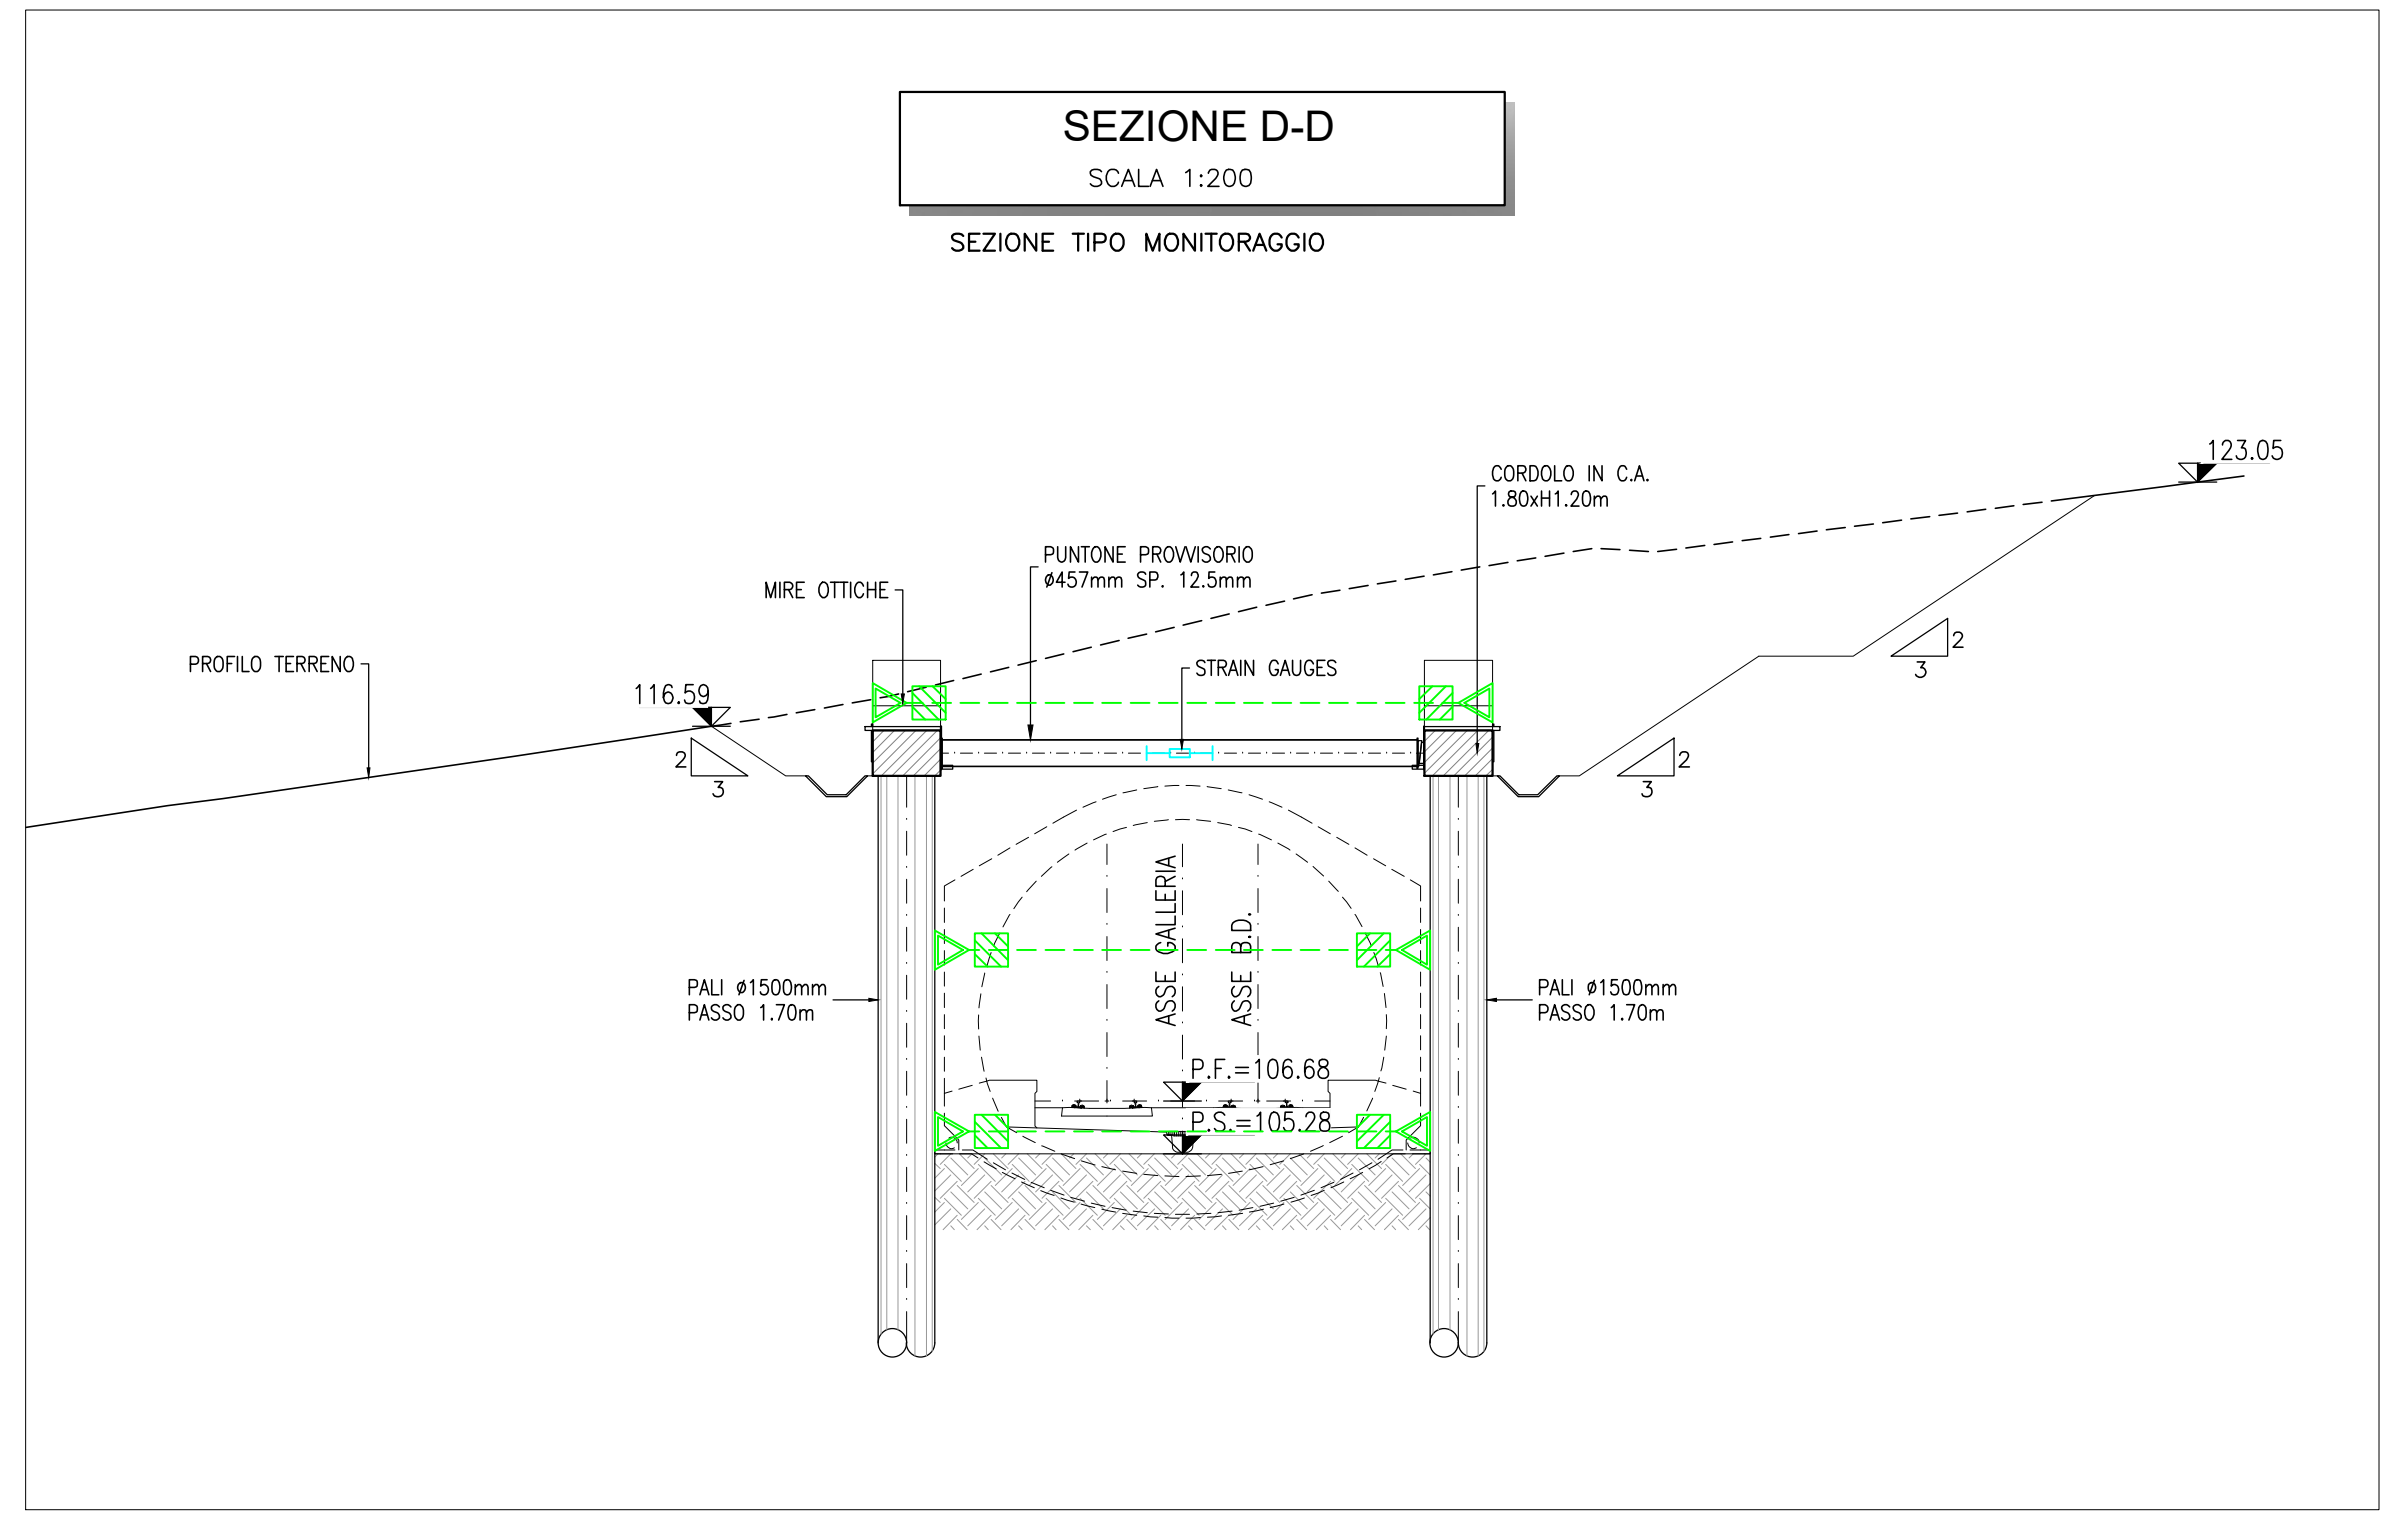 SEZIONE D-D
SCALA 1:200
SEZIONE TIPO MONITORAGGIO
123.05
CORDOLO IN C.A.
1.80xH1.20m
PUNTONE PROVVISORIO
ø457mm SP. 12.5mm
MIRE OTTICHE
PROFILO TERRENO
STRAIN GAUGES
116.59
2
3
2
3
2
3
ASSE GALLERIA
ASSE B.D.
PALI ø1500mm
PASSO 1.70m
PALI ø1500mm
PASSO 1.70m
P.F.=106.68
P.S.=105.28